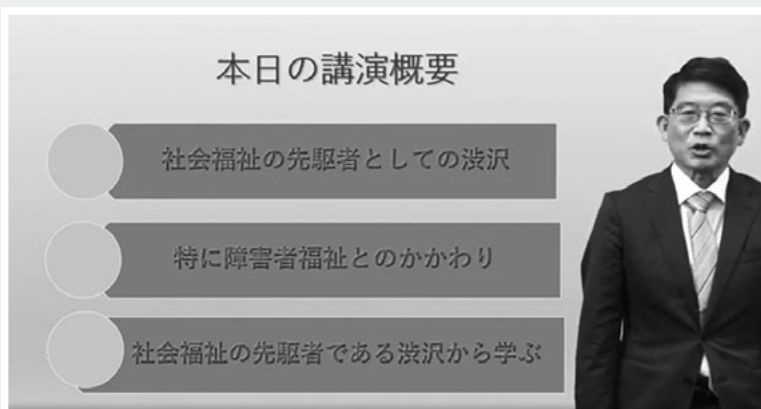 本日の講演概要
社会福祉の先駆者としての渋沢
特に障害者福祉とのかかわり
社会福祉の先駆者である渋沢から学ぶ